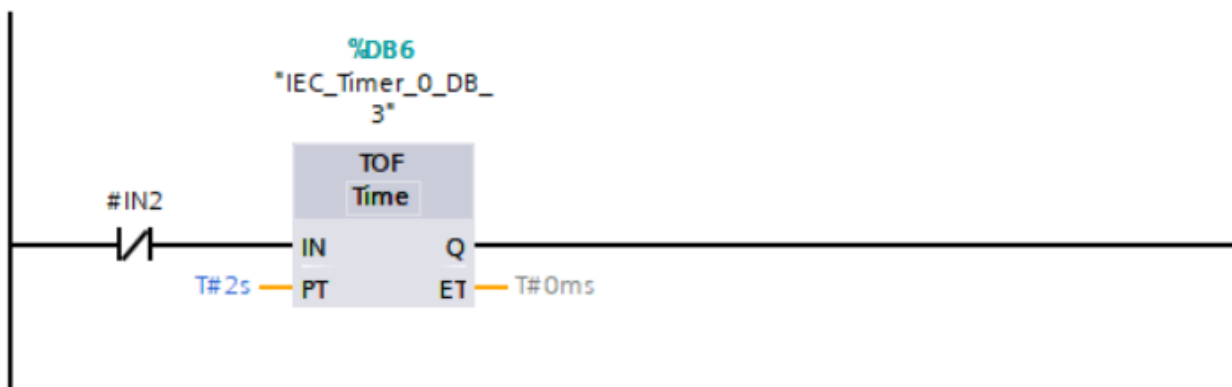 %DB6
"IEC_Timer_0_DB_
3"
TOF
Time
#IN2
IN Q
T#2s PT ET T#0ms